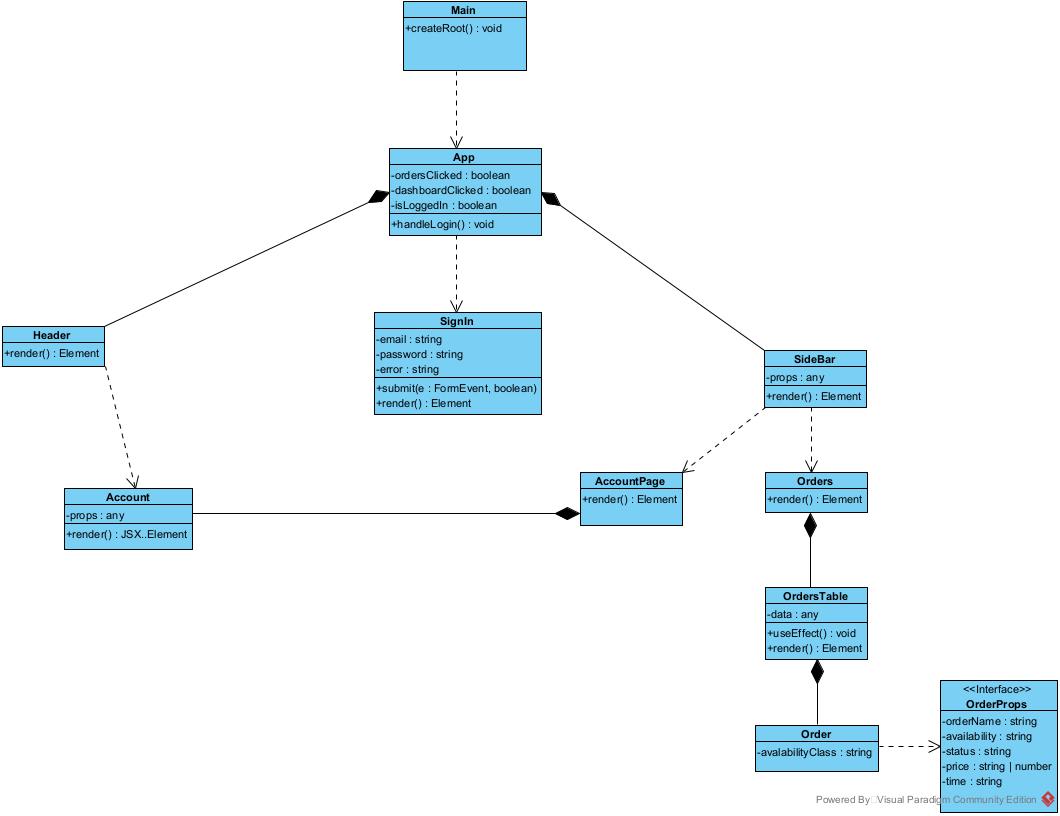 Main
+createRoot() : void
App
-ordersClicked : boolean
-dashboardClicked : boolean
-isLoggedIn : boolean
+handleLogin() : void
Header
+render() : Element
SignIn
-email : string
-password : string
-error : string
+submit(e : FormEvent, boolean)
+render() : Element
SideBar
-props : any
+render() : Element
Account
-props : any
+render() : JSX..Element
AccountPage
+render() : Element
Orders
+render() : Element
OrdersTable
-data : any
+useEffect() : void
+render() : Element
Order
-avalabilityClass : string
<<Interface>>
OrderProps
-orderName : string
-availability : string
-status : string
-price : string | number
-time : string
Powered By Visual Paradigm Community Edition